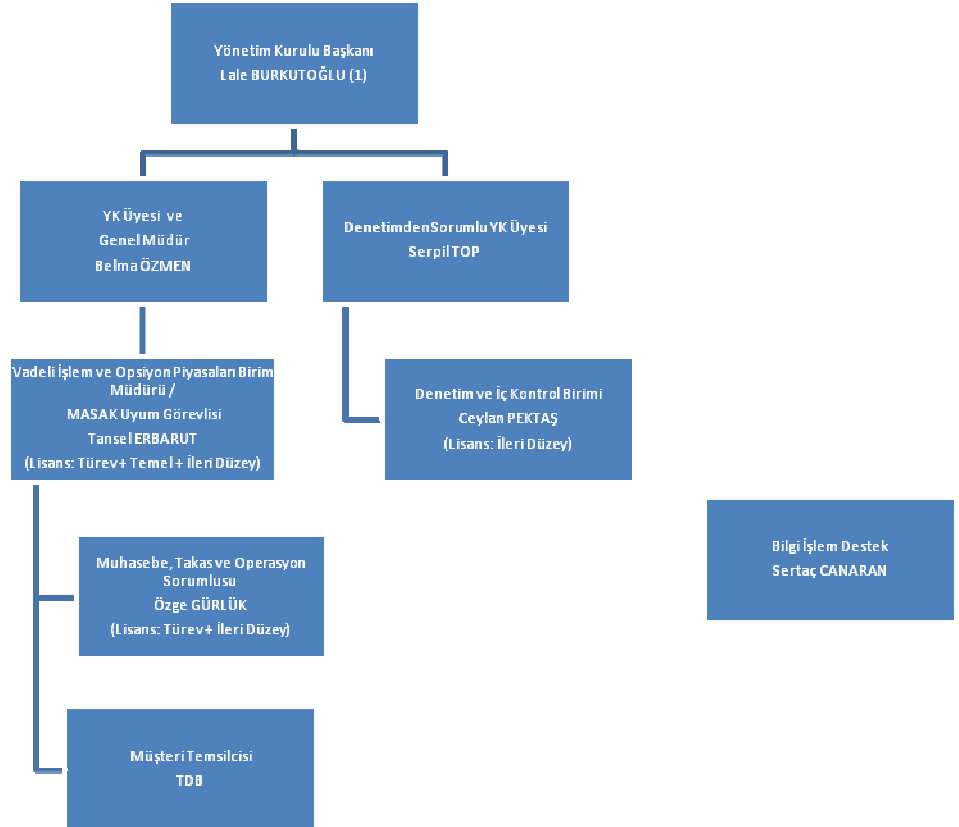 Yönetim Kurulu Başkanı
Lale BURKUTOĞLU (1)
YK Üyesi ve
Genel Müdür
Belma ÖZMEN
Denetimden Sorumlu YK Üyesi
Serpil TOP
Vadeli İşlem ve Opsiyon Piyasaları Birim
Müdürü /
MASAK Uyum Görevlisi
Tansel ERBARUT
(Lisans: Türev + Temel + İleri Düzey)
Denetim ve İç Kontrol Birimi
Ceylan PEKTAŞ
(Lisans: İleri Düzey)
Bilgi İşlem Destek
Sertaç CANARAN
Muhasebe, Takas ve Operasyon
Sorumlusu
Özge GÜRLÜK
(Lisans: Türev + İleri Düzey)
Müşteri Temsilcisi
TDB